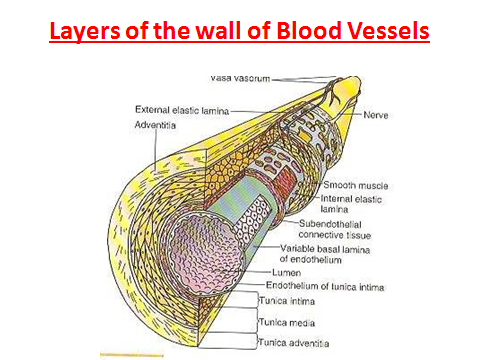 Layers of the wall of Blood Vessels
vasa vasorum
External elastic lamina
Adventitia
Nerve
Smooth muscle
Internal elastic
lamina
Subendothelial
connective tissue
Variable basal lamina
of endothelium
Lumen
Endothelium of tunica intima
Tunica intima
Tunica media
Tunica adventitia